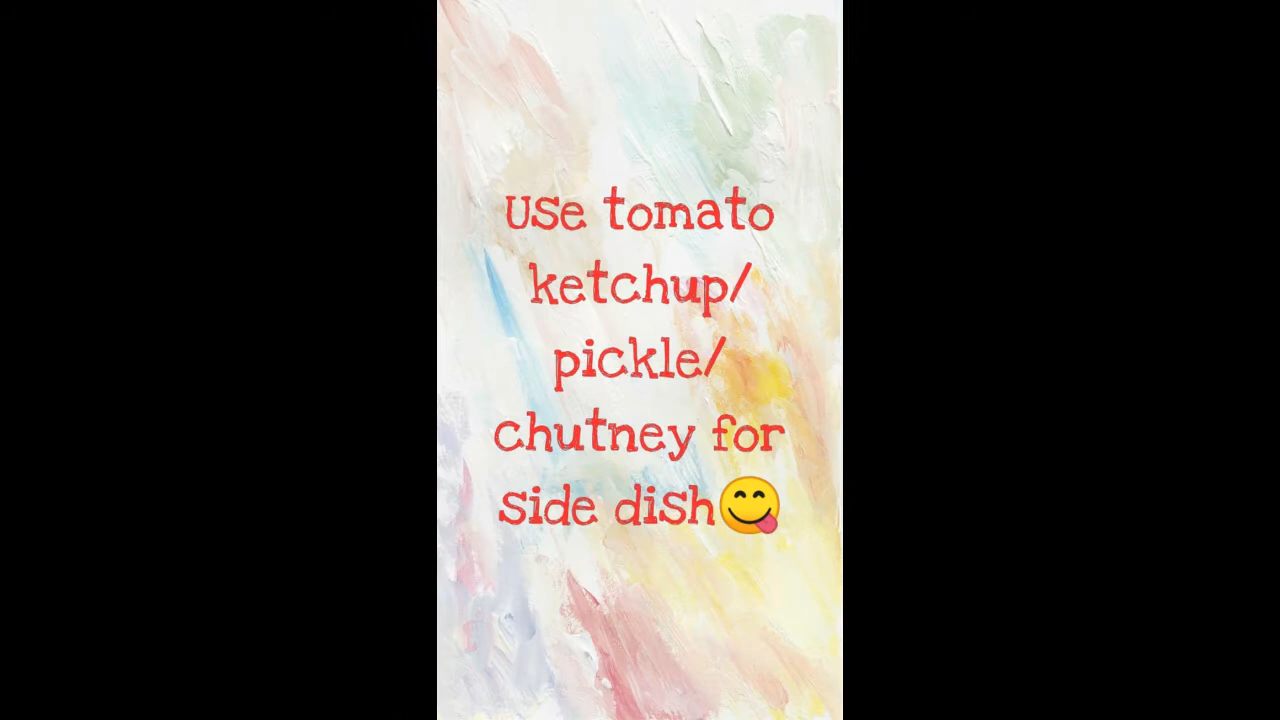 Use tomato
ketchup/
pickle/
chutney for
side dish😋